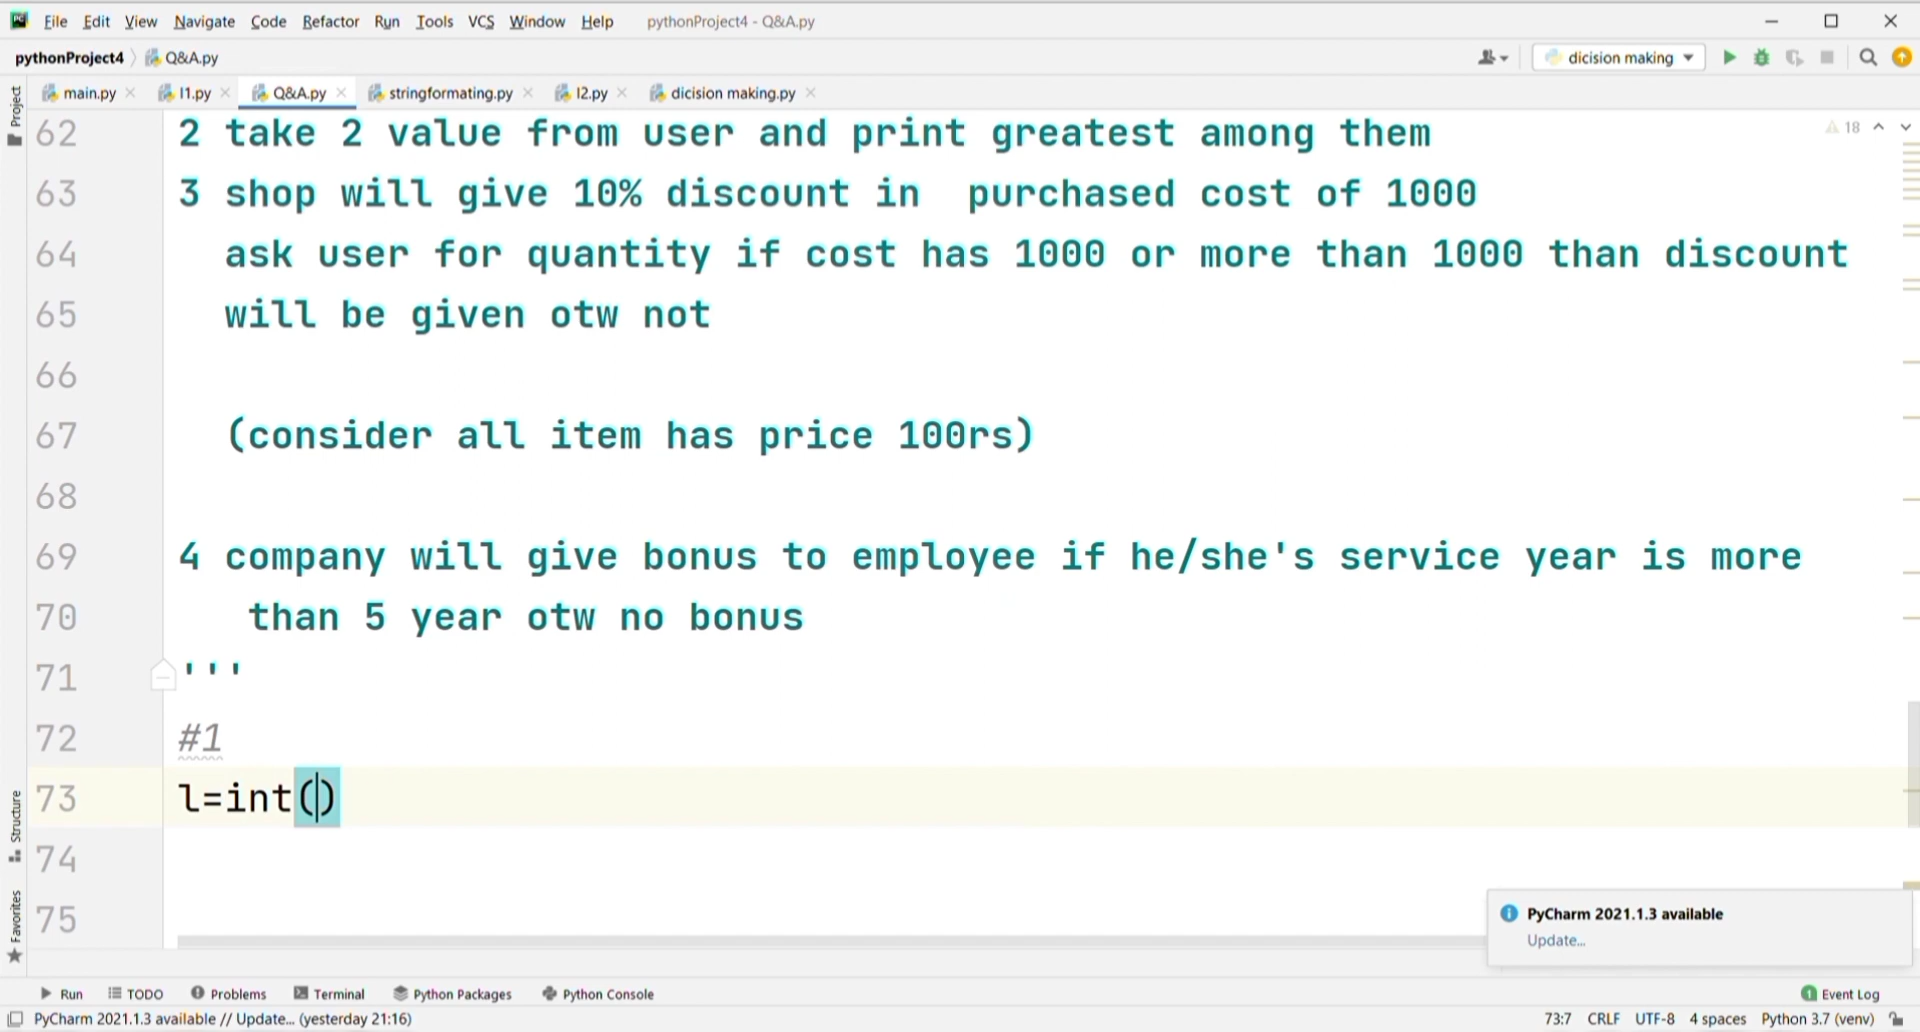 File Edit View Navigate Code Refactor Run Tools VCS Window Help pythonProject4 - Q&A.py
pythonProject4 Q&A.py dicision making
main.py l1.py Q&A.py stringformating.py l2.py dicision making.py
Project
62 2 take 2 value from user and print greatest among them
18
63 3 shop will give 10% discount in  purchased cost of 1000
64 ask user for quantity if cost has 1000 or more than 1000 than discount
65 will be given otw not
66
67 (consider all item has price 100rs)
68
69 4 company will give bonus to employee if he/she's service year is more
70 than 5 year otw no bonus
71 '''
72 #1
73 l=int()
74
75
Structure
Favorites
PyCharm 2021.1.3 available
Update...
Run TODO Problems Terminal Python Packages Python Console 1 Event Log
PyCharm 2021.1.3 available // Update... (yesterday 21:16) 73:7 CRLF UTF-8 4 spaces Python 3.7 (venv)